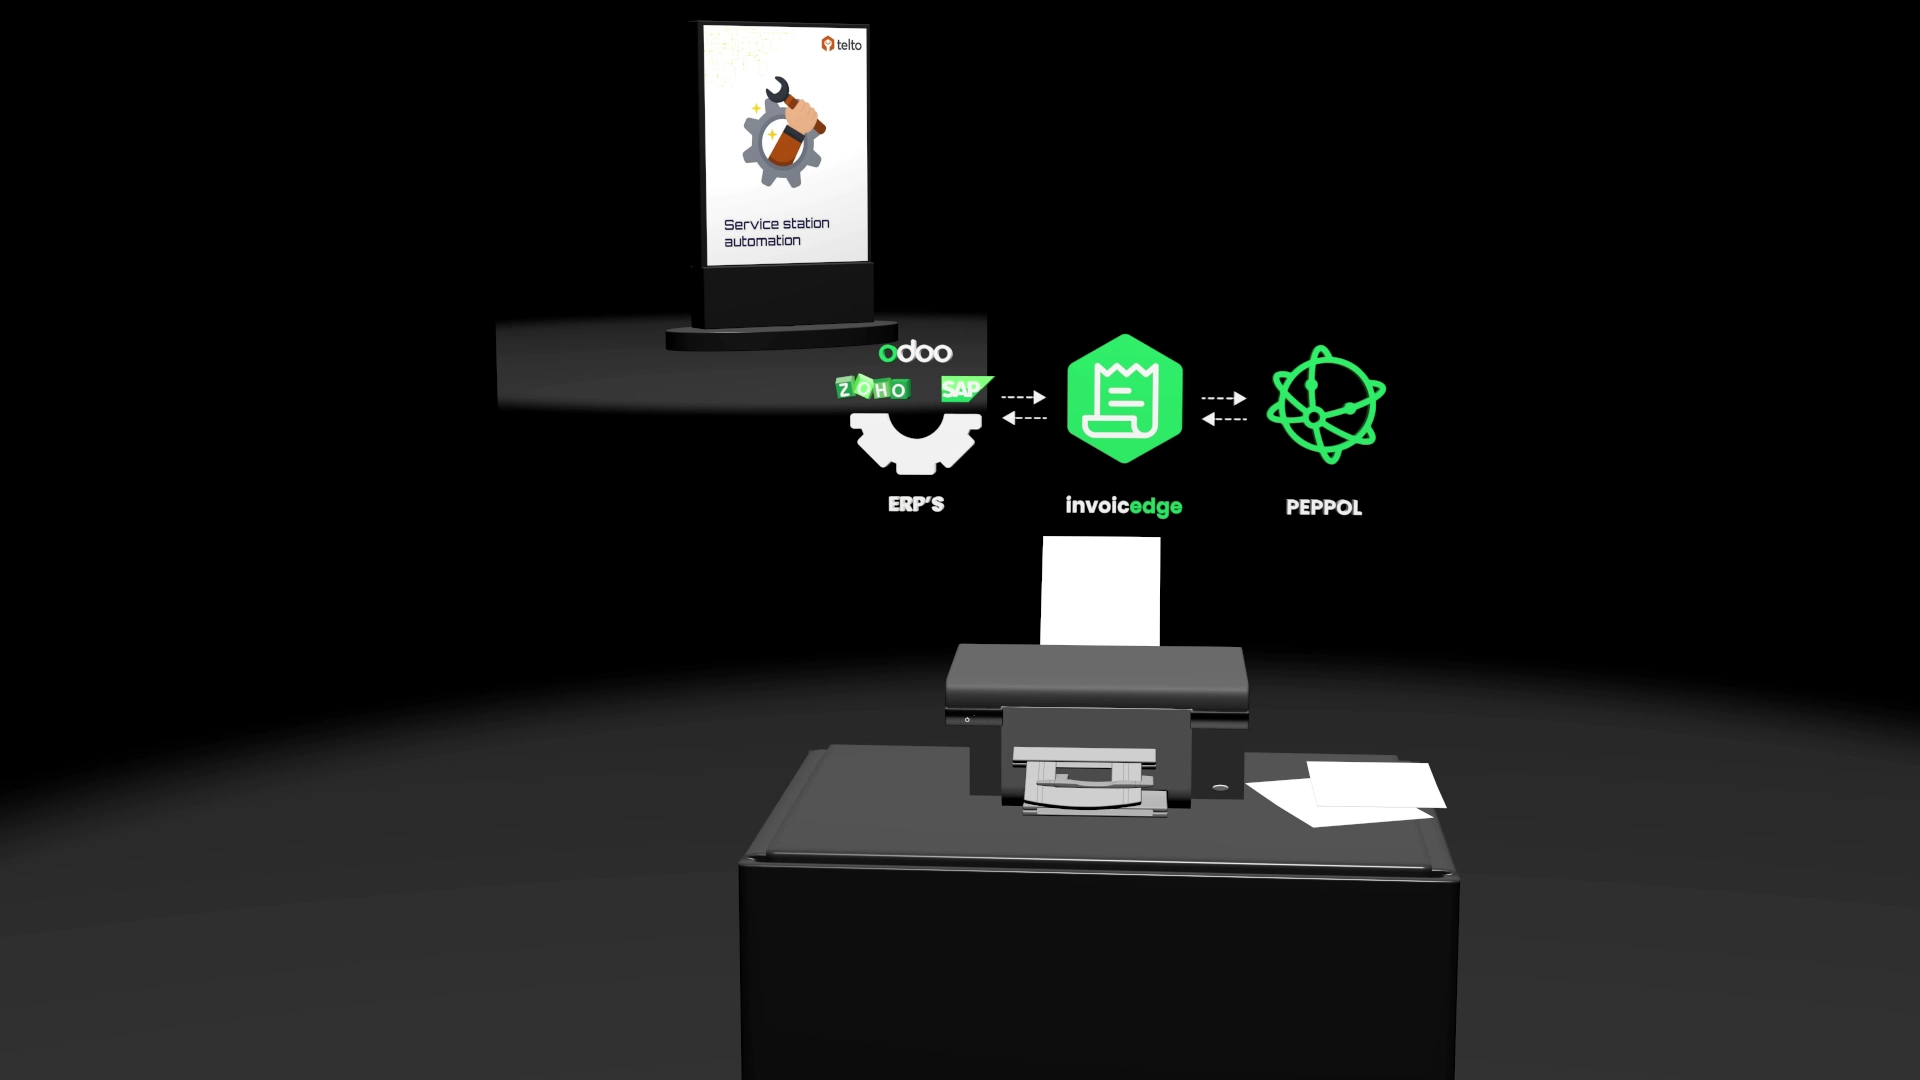 telto
Service station
automation
odoo
ZOHO
SAP
ERP'S
invoicedge
PEPPOL